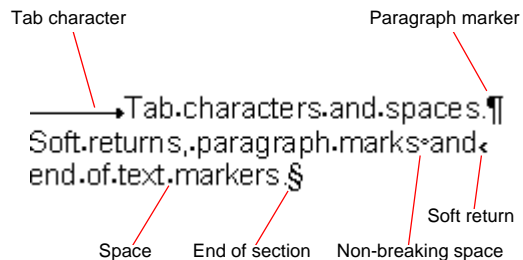 Tab character
Paragraph marker
Tab·characters·and·spaces.¶
Soft·returns,·paragraph·marks°and‹
end·of·text·markers.§
Soft return
Space
End of section
Non-breaking space